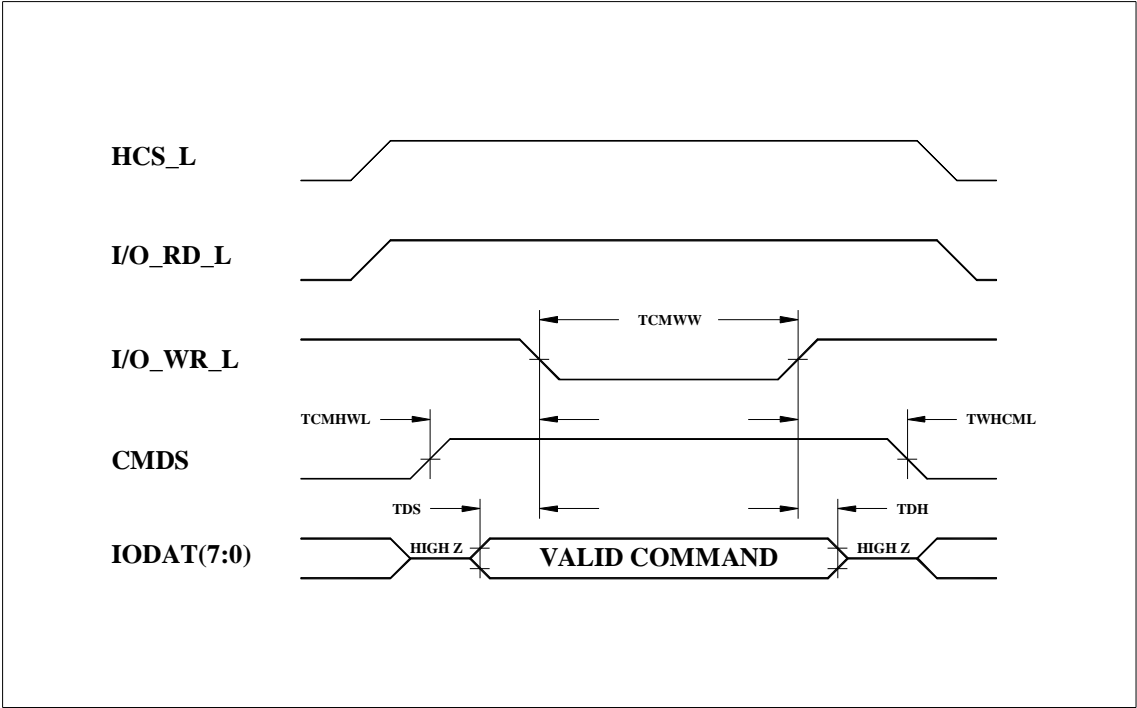 HCS_L
I/O_RD_L
TCMWW
I/O_WR_L
TCMHWL
TWHCML
CMDS
TDS
TDH
IODAT(7:0)
HIGH Z
VALID COMMAND
HIGH Z